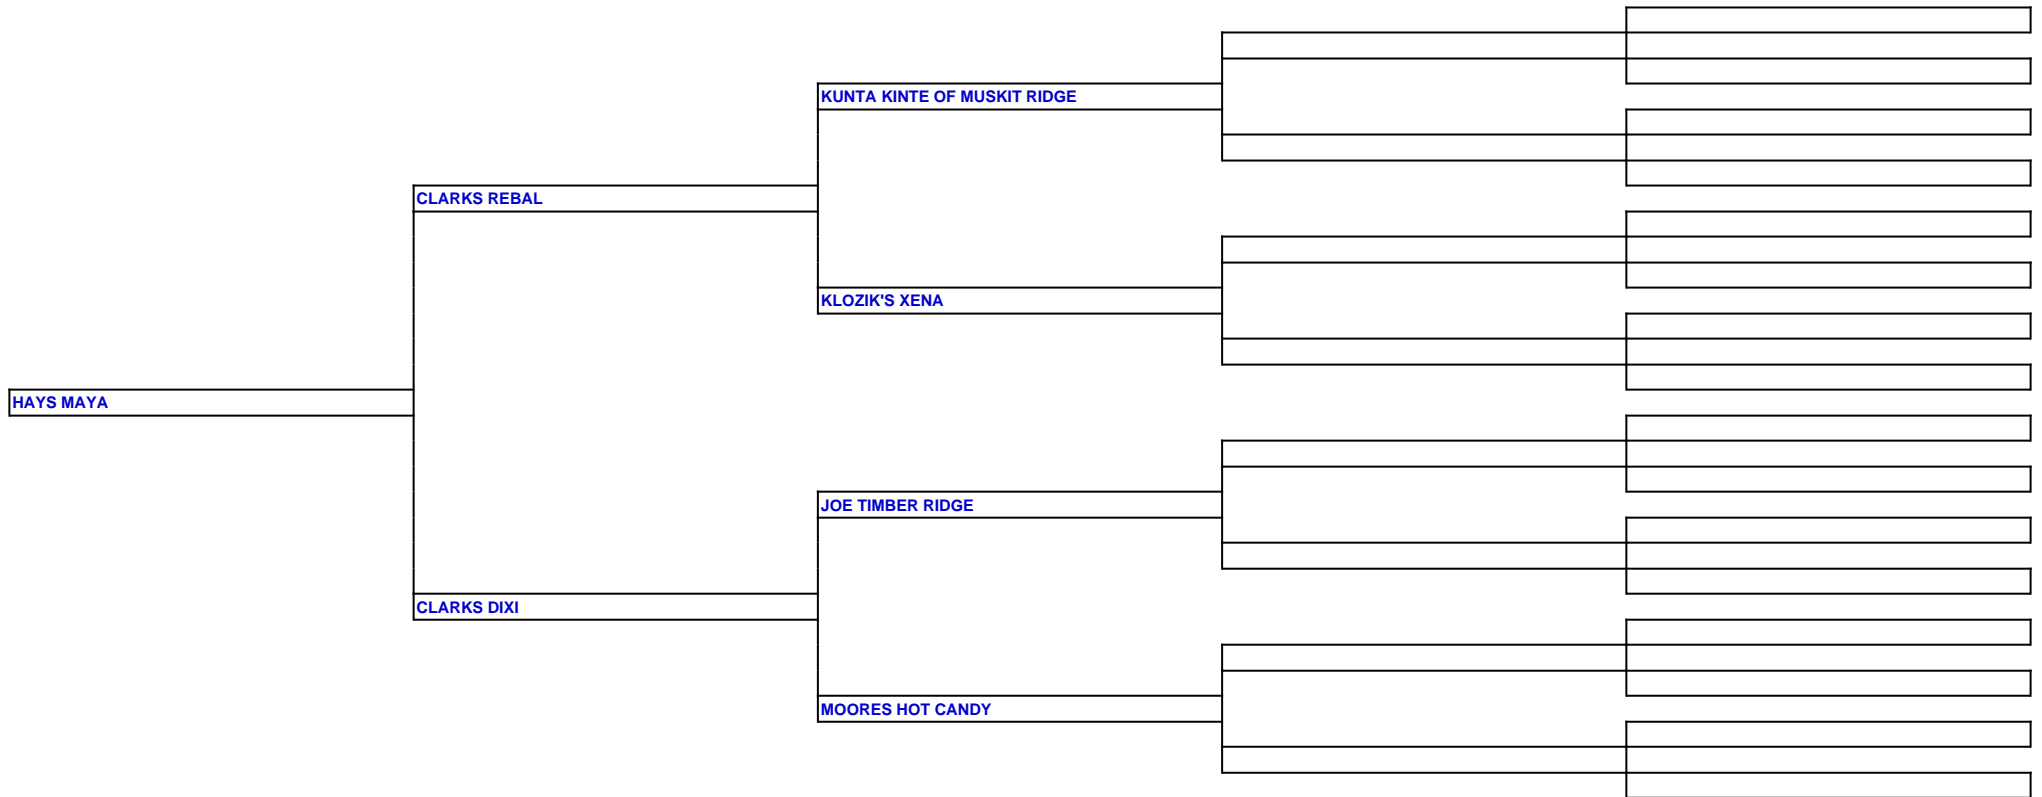 KUNTA KINTE OF MUSKIT RIDGE
CLARKS REBAL
KLOZIK'S XENA
HAYS MAYA
JOE TIMBER RIDGE
CLARKS DIXI
MOORES HOT CANDY